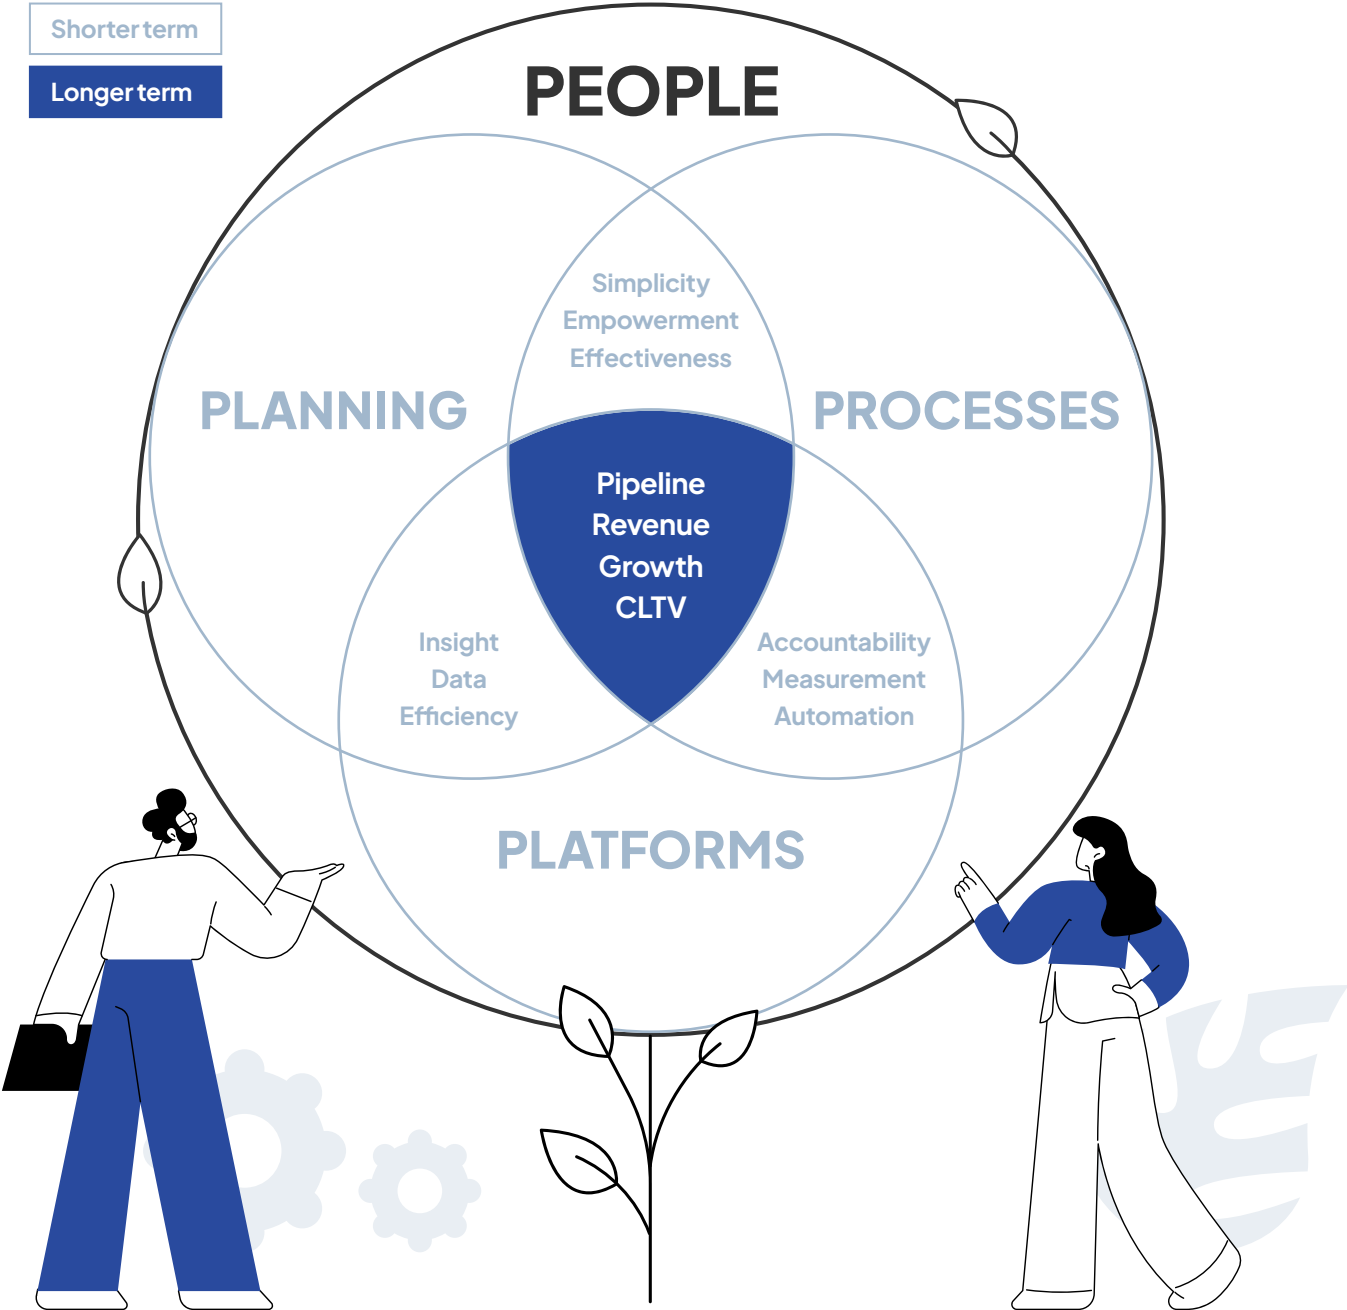 Shorter term
Longer term
PEOPLE
Simplicity
Empowerment
Effectiveness
PLANNING
PROCESSES
Pipeline
Revenue
Growth
CLTV
Insight
Data
Efficiency
Accountability
Measurement
Automation
PLATFORMS